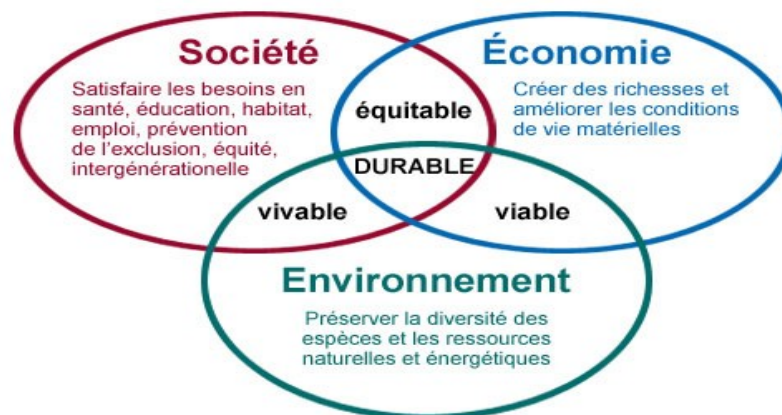 Société
Satisfaire les besoins en
santé, éducation, habitat,
emploi, prévention
de l'exclusion, équité,
intergénérationelle
Économie
Créer des richesses et
améliorer les conditions
de vie matérielles
équitable
DURABLE
vivable
viable
Environnement
Préserver la diversité des
espèces et les ressources
naturelles et énergétiques